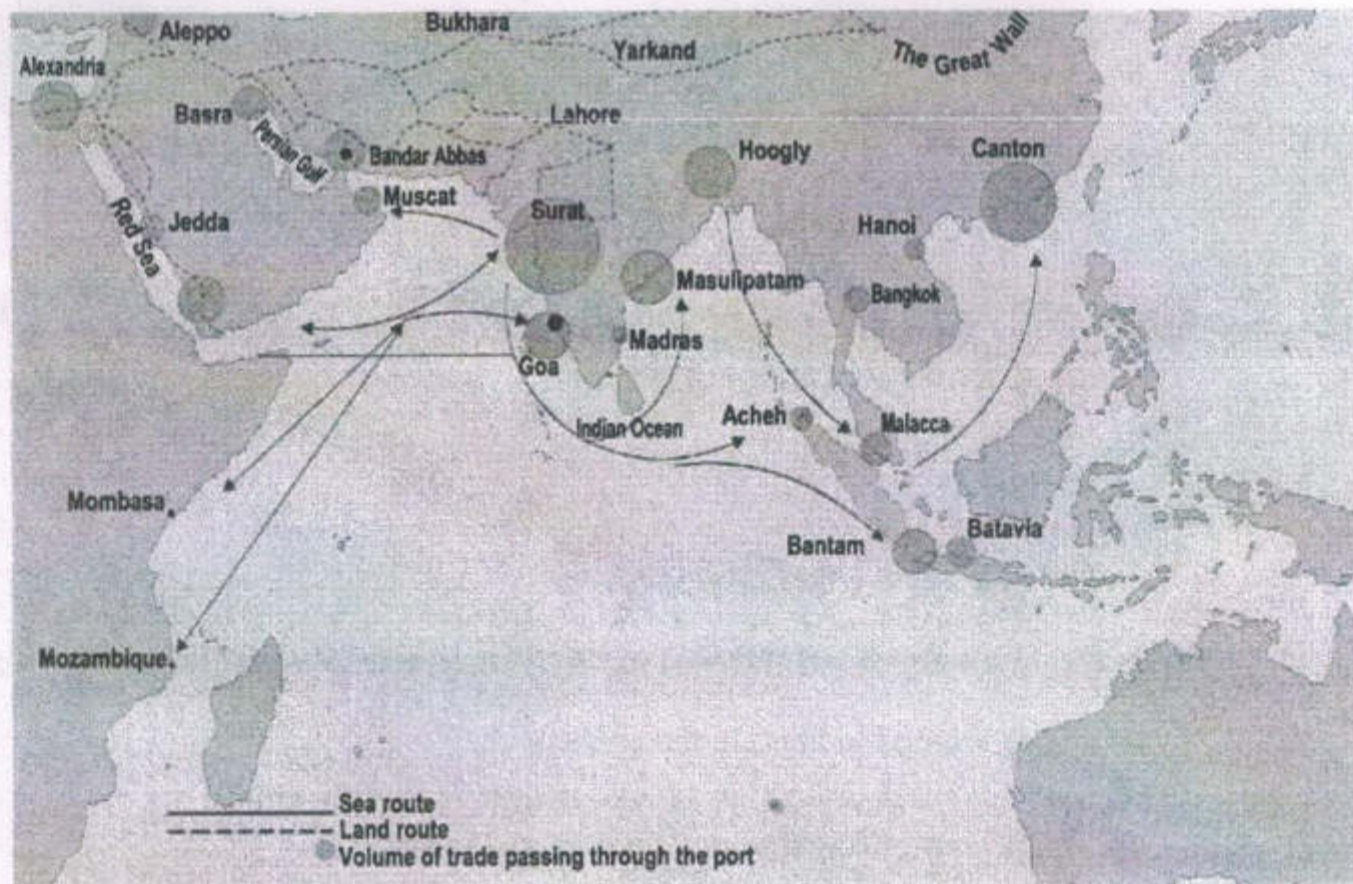 Aleppo
Bukhara
Yarkand
The Great Wall
Alexandria
Basra
Persian Gulf
Lahore
Bandar Abbas
Hoogly
Canton
Muscat
Red Sea
Jedda
Surat
Hanoi
Masulipatam
Bangkok
Madras
Goa
Indian Ocean
Acheh
Malacca
Mombasa
Bantam
Batavia
Mozambique
Sea route
Land route
Volume of trade passing through the port